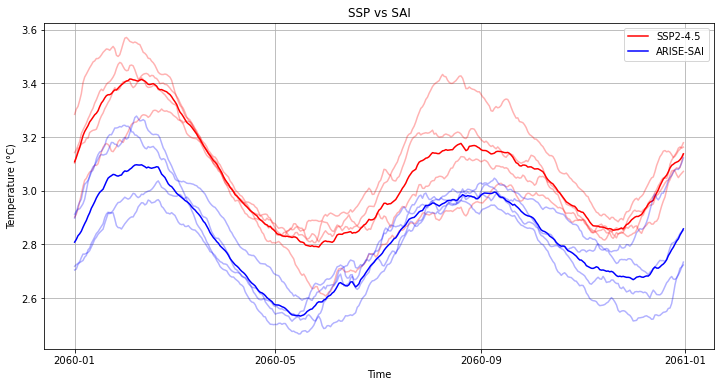 SSP vs SAI
SSP2-4.5
ARISE-SAI
Temperature (°C)
3.6
3.4
3.2
3.0
2.8
2.6
2060-01
2060-05
2060-09
2061-01
Time